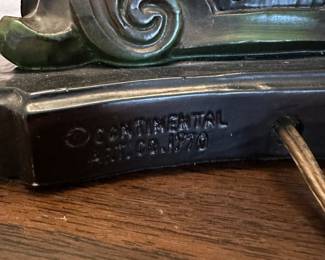 © CONTINENTAL
ART. CO. 1970